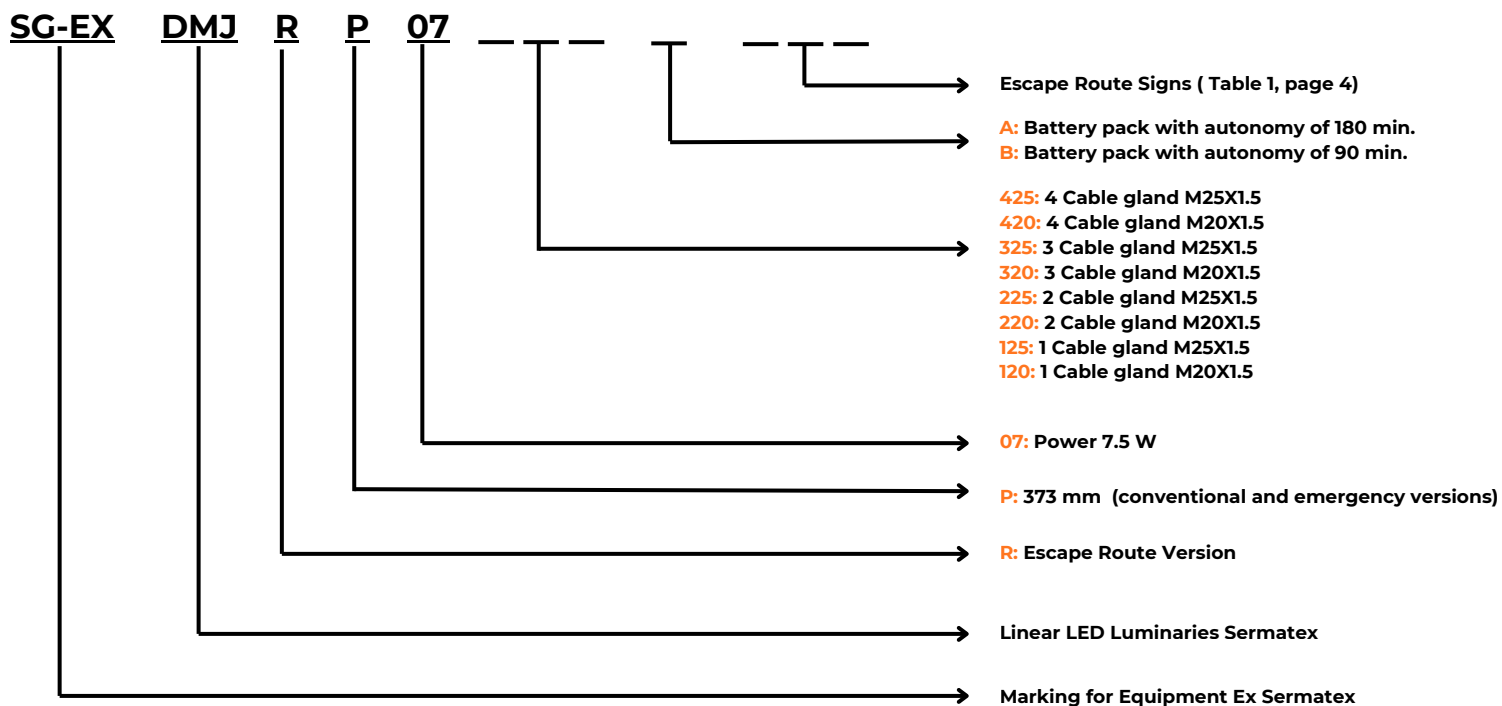 SG-EX DMJ R P 07 _ _ _ _ _ _ _
Escape Route Signs ( Table 1, page 4)
A: Battery pack with autonomy of 180 min.
B: Battery pack with autonomy of 90 min.
425: 4 Cable gland M25X1.5
420: 4 Cable gland M20X1.5
325: 3 Cable gland M25X1.5
320: 3 Cable gland M20X1.5
225: 2 Cable gland M25X1.5
220: 2 Cable gland M20X1.5
125: 1 Cable gland M25X1.5
120: 1 Cable gland M20X1.5
07: Power 7.5 W
P: 373 mm (conventional and emergency versions)
R: Escape Route Version
Linear LED Luminaries Sermatex
Marking for Equipment Ex Sermatex